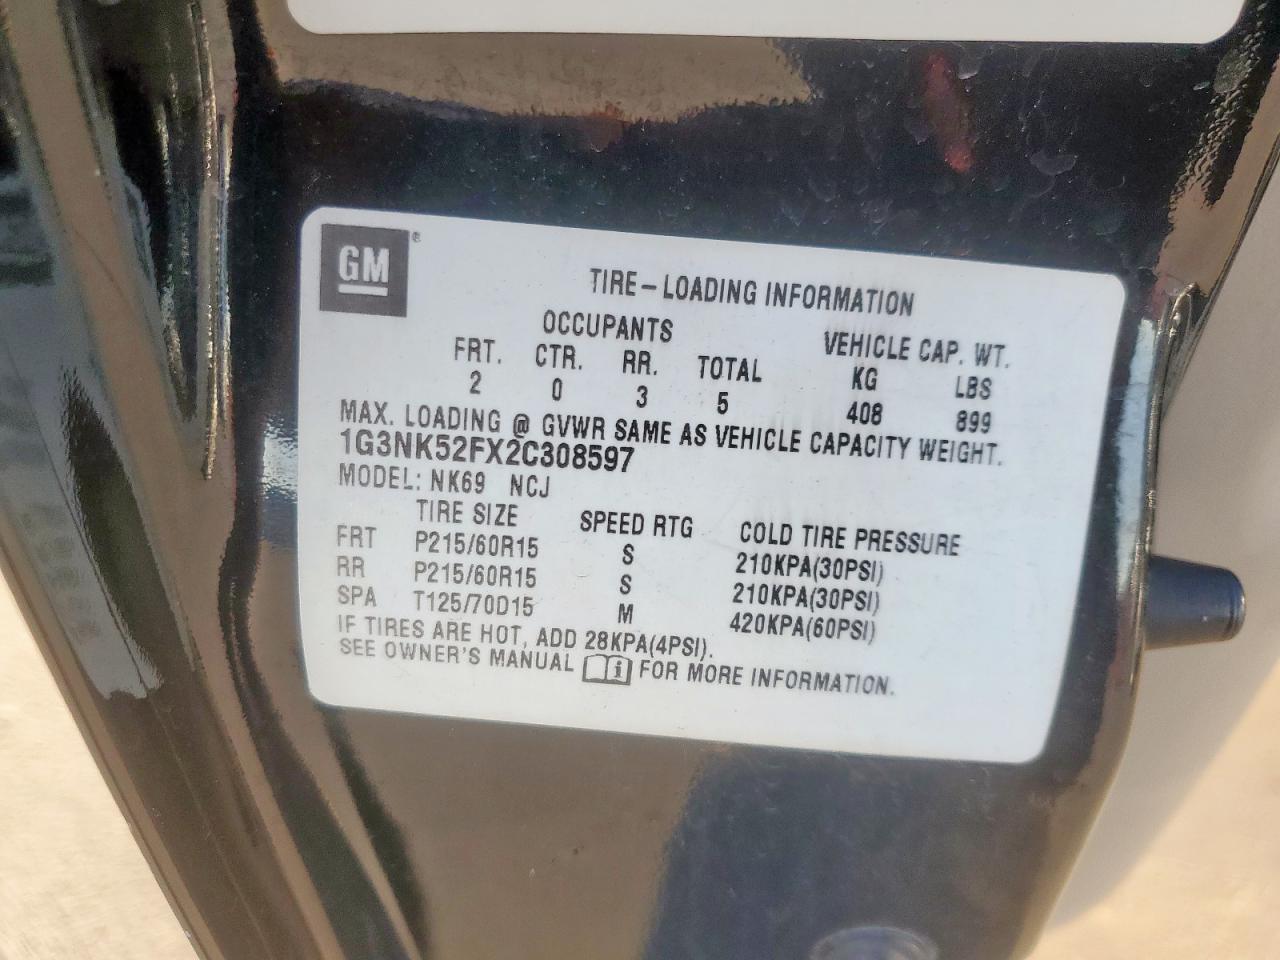 GM®
TIRE-LOADING INFORMATION
OCCUPANTS VEHICLE CAP. WT.
FRT. CTR. RR. TOTAL KG LBS
2 0 3 5 408 899
MAX. LOADING @ GVWR SAME AS VEHICLE CAPACITY WEIGHT.
1G3NK52FX2C308597
MODEL: NK69 NCJ
TIRE SIZE SPEED RTG COLD TIRE PRESSURE
FRT P215/60R15 S 210KPA(30PSI)
RR P215/60R15 S 210KPA(30PSI)
SPA T125/70D15 M 420KPA(60PSI)
IF TIRES ARE HOT, ADD 28KPA(4PSI).
SEE OWNER'S MANUAL i FOR MORE INFORMATION.